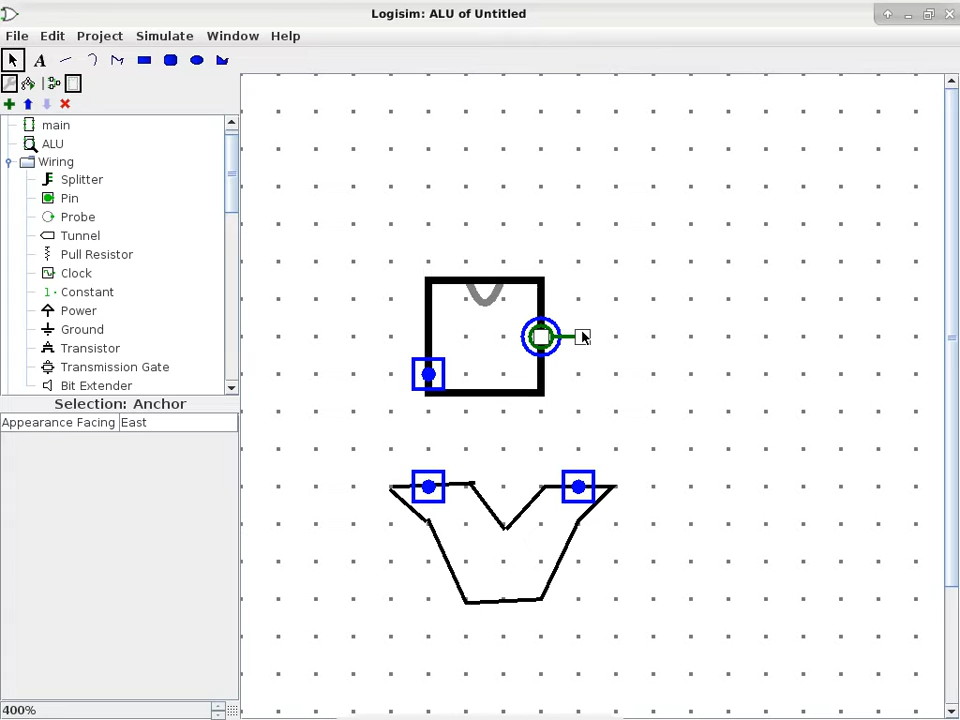 Logisim: ALU of Untitled
File Edit Project Simulate Window Help
A
main
ALU
Wiring
Splitter
Pin
Probe
Tunnel
Pull Resistor
Clock
1 Constant
Power
Ground
Transistor
Transmission Gate
Bit Extender
Selection: Anchor
Appearance Facing East
400%